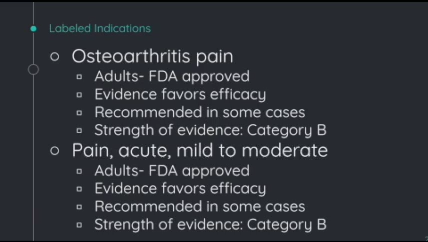 Labeled Indications
Osteoarthritis pain
Adults- FDA approved
Evidence favors efficacy
Recommended in some cases
Strength of evidence: Category B
Pain, acute, mild to moderate
Adults- FDA approved
Evidence favors efficacy
Recommended in some cases
Strength of evidence: Category B